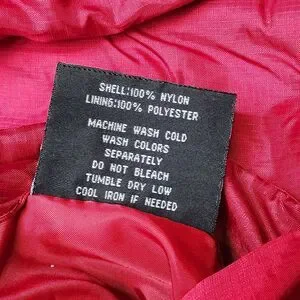 SHELL:100% NYLON
LINING:100% POLYESTER
MACHINE WASH COLD
WASH COLORS
SEPARATELY
DO NOT BLEACH
TUMBLE DRY LOW
COOL IRON IF NEEDED